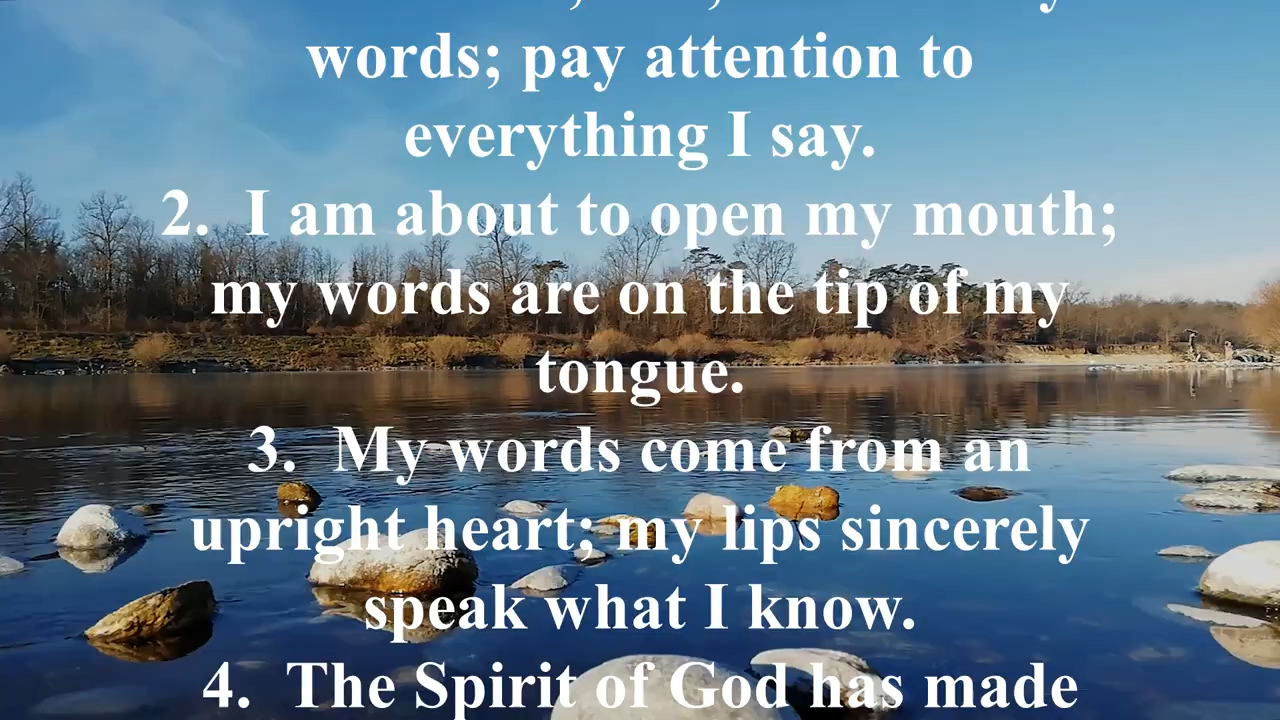 words; pay attention to
everything I say.
2. I am about to open my mouth;
my words are on the tip of my
tongue.
3. My words come from an
upright heart; my lips sincerely
speak what I know.
4. The Spirit of God has made